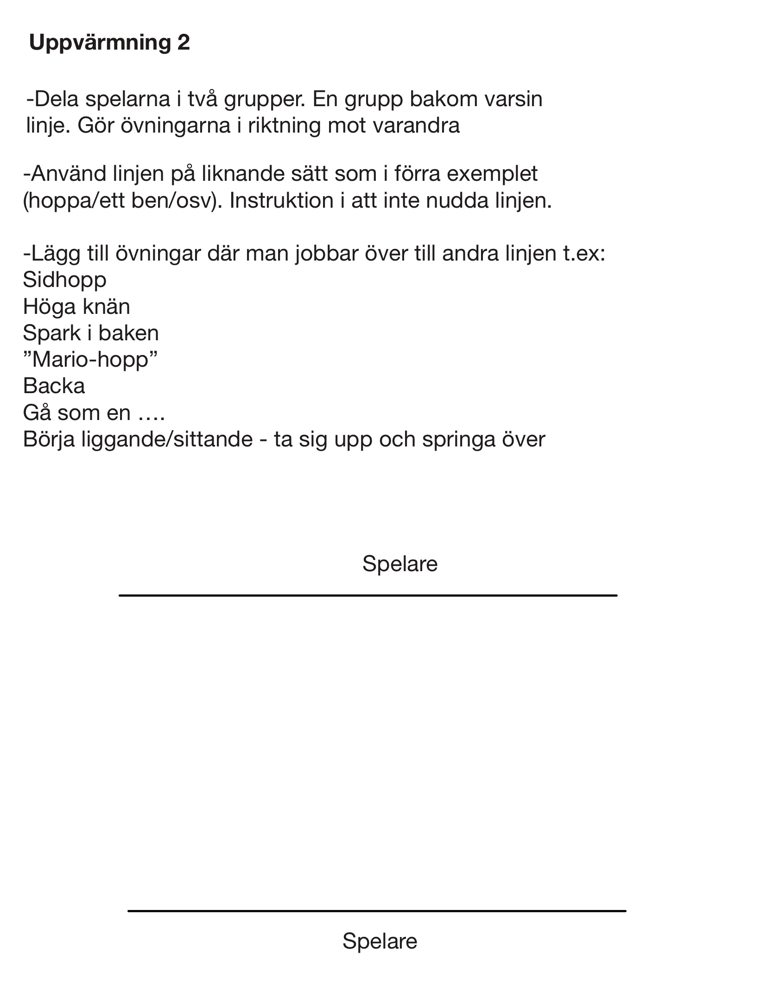 Uppvärmning 2
-Dela spelarna i två grupper. En grupp bakom varsin
linje. Gör övningarna i riktning mot varandra
-Använd linjen på liknande sätt som i förra exemplet
(hoppa/ett ben/osv). Instruktion i att inte nudda linjen.
-Lägg till övningar där man jobbar över till andra linjen t.ex:
Sidhopp
Höga knän
Spark i baken
”Mario-hopp”
Backa
Gå som en ….
Börja liggande/sittande - ta sig upp och springa över
Spelare
Spelare